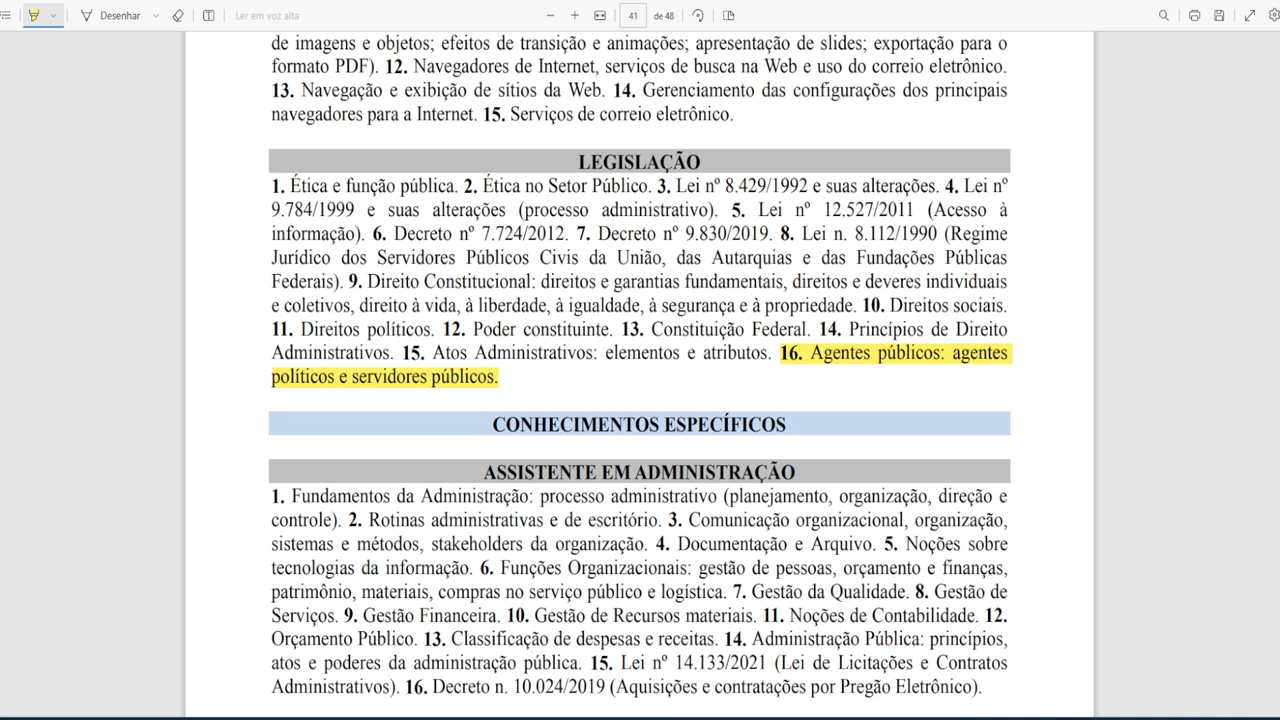 Desenhar
Ler em voz alta
41 de 48
de imagens e objetos; efeitos de transição e animações; apresentação de slides; exportação para o
formato PDF). 12. Navegadores de Internet, serviços de busca na Web e uso do correio eletrônico.
13. Navegação e exibição de sítios da Web. 14. Gerenciamento das configurações dos principais
navegadores para a Internet. 15. Serviços de correio eletrônico.
LEGISLAÇÃO
1. Ética e função pública. 2. Ética no Setor Público. 3. Lei nº 8.429/1992 e suas alterações. 4. Lei nº
9.784/1999 e suas alterações (processo administrativo). 5. Lei nº 12.527/2011 (Acesso à
informação). 6. Decreto nº 7.724/2012. 7. Decreto nº 9.830/2019. 8. Lei n. 8.112/1990 (Regime
Jurídico dos Servidores Públicos Civis da União, das Autarquias e das Fundações Públicas
Federais). 9. Direito Constitucional: direitos e garantias fundamentais, direitos e deveres individuais
e coletivos, direito à vida, à liberdade, à igualdade, à segurança e à propriedade. 10. Direitos sociais.
11. Direitos políticos. 12. Poder constituinte. 13. Constituição Federal. 14. Princípios de Direito
Administrativos. 15. Atos Administrativos: elementos e atributos. 16. Agentes públicos: agentes
políticos e servidores públicos.
CONHECIMENTOS ESPECÍFICOS
ASSISTENTE EM ADMINISTRAÇÃO
1. Fundamentos da Administração: processo administrativo (planejamento, organização, direção e
controle). 2. Rotinas administrativas e de escritório. 3. Comunicação organizacional, organização,
sistemas e métodos, stakeholders da organização. 4. Documentação e Arquivo. 5. Noções sobre
tecnologias da informação. 6. Funções Organizacionais: gestão de pessoas, orçamento e finanças,
patrimônio, materiais, compras no serviço público e logística. 7. Gestão da Qualidade. 8. Gestão de
Serviços. 9. Gestão Financeira. 10. Gestão de Recursos materiais. 11. Noções de Contabilidade. 12.
Orçamento Público. 13. Classificação de despesas e receitas. 14. Administração Pública: princípios,
atos e poderes da administração pública. 15. Lei nº 14.133/2021 (Lei de Licitações e Contratos
Administrativos). 16. Decreto n. 10.024/2019 (Aquisições e contratações por Pregão Eletrônico).